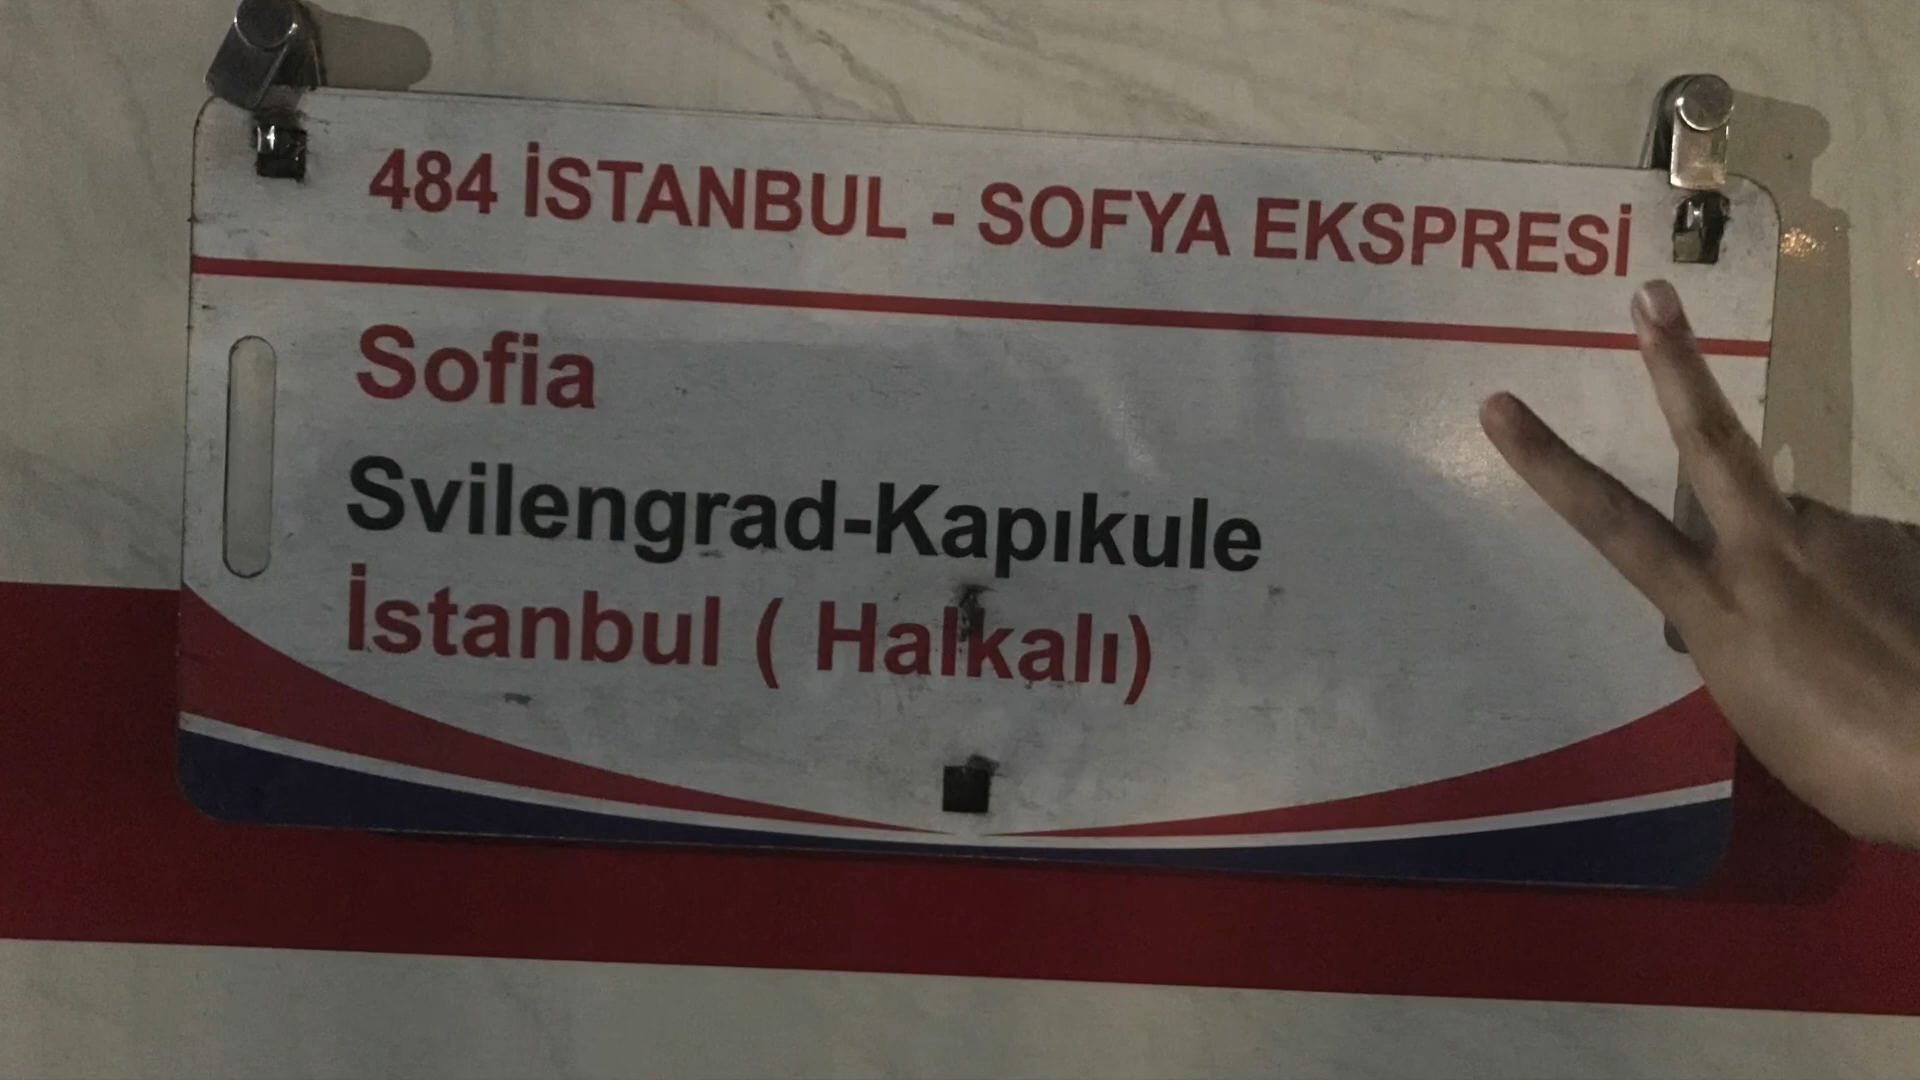 484 İSTANBUL - SOFYA EKSPRESİ
Sofia
Svilengrad-Kapıkule
İstanbul ( Halkalı)